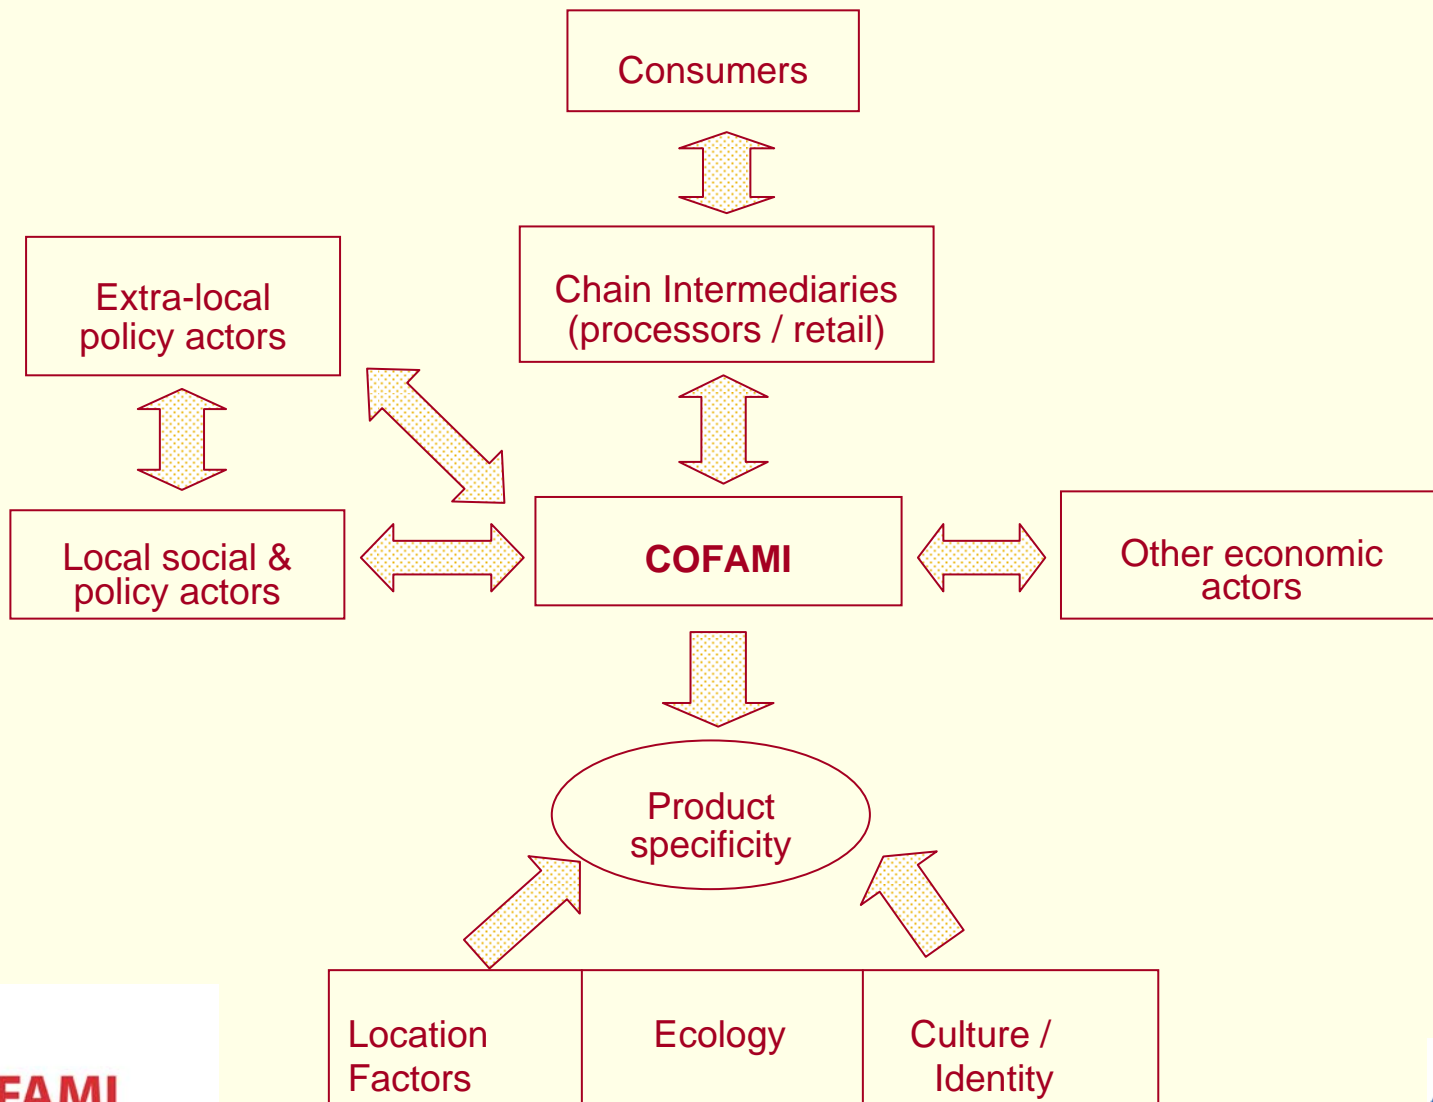 Consumers
Extra-local
policy actors
Chain Intermediaries
(processors / retail)
Local social &
policy actors
COFAMI
Other economic
actors
Product
specificity
Location
Factors
Ecology
Culture /
Identity
FAMI